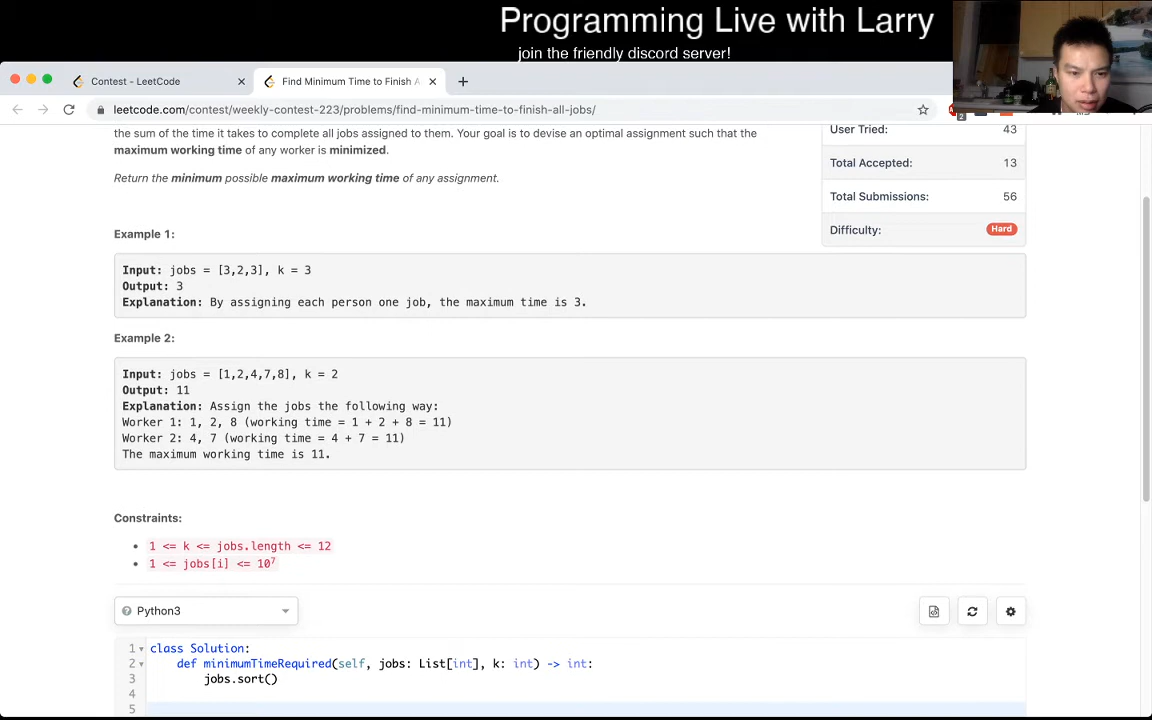 Programming Live with Larry
join the friendly discord server!
Contest - LeetCode
Find Minimum Time to Finish A
leetcode.com/contest/weekly-contest-223/problems/find-minimum-time-to-finish-all-jobs/
2
the sum of the time it takes to complete all jobs assigned to them. Your goal is to devise an optimal assignment such that the
maximum working time of any worker is minimized.
Return the minimum possible maximum working time of any assignment.
User Tried: 43
Total Accepted: 13
Total Submissions: 56
Difficulty: Hard
Example 1:
Input: jobs = [3,2,3], k = 3
Output: 3
Explanation: By assigning each person one job, the maximum time is 3.
Example 2:
Input: jobs = [1,2,4,7,8], k = 2
Output: 11
Explanation: Assign the jobs the following way:
Worker 1: 1, 2, 8 (working time = 1 + 2 + 8 = 11)
Worker 2: 4, 7 (working time = 4 + 7 = 11)
The maximum working time is 11.
Constraints:
1 <= k <= jobs.length <= 12
1 <= jobs[i] <= 10⁷
Python3
1 class Solution:
2 def minimumTimeRequired(self, jobs: List[int], k: int) -> int:
3 jobs.sort()
4
5